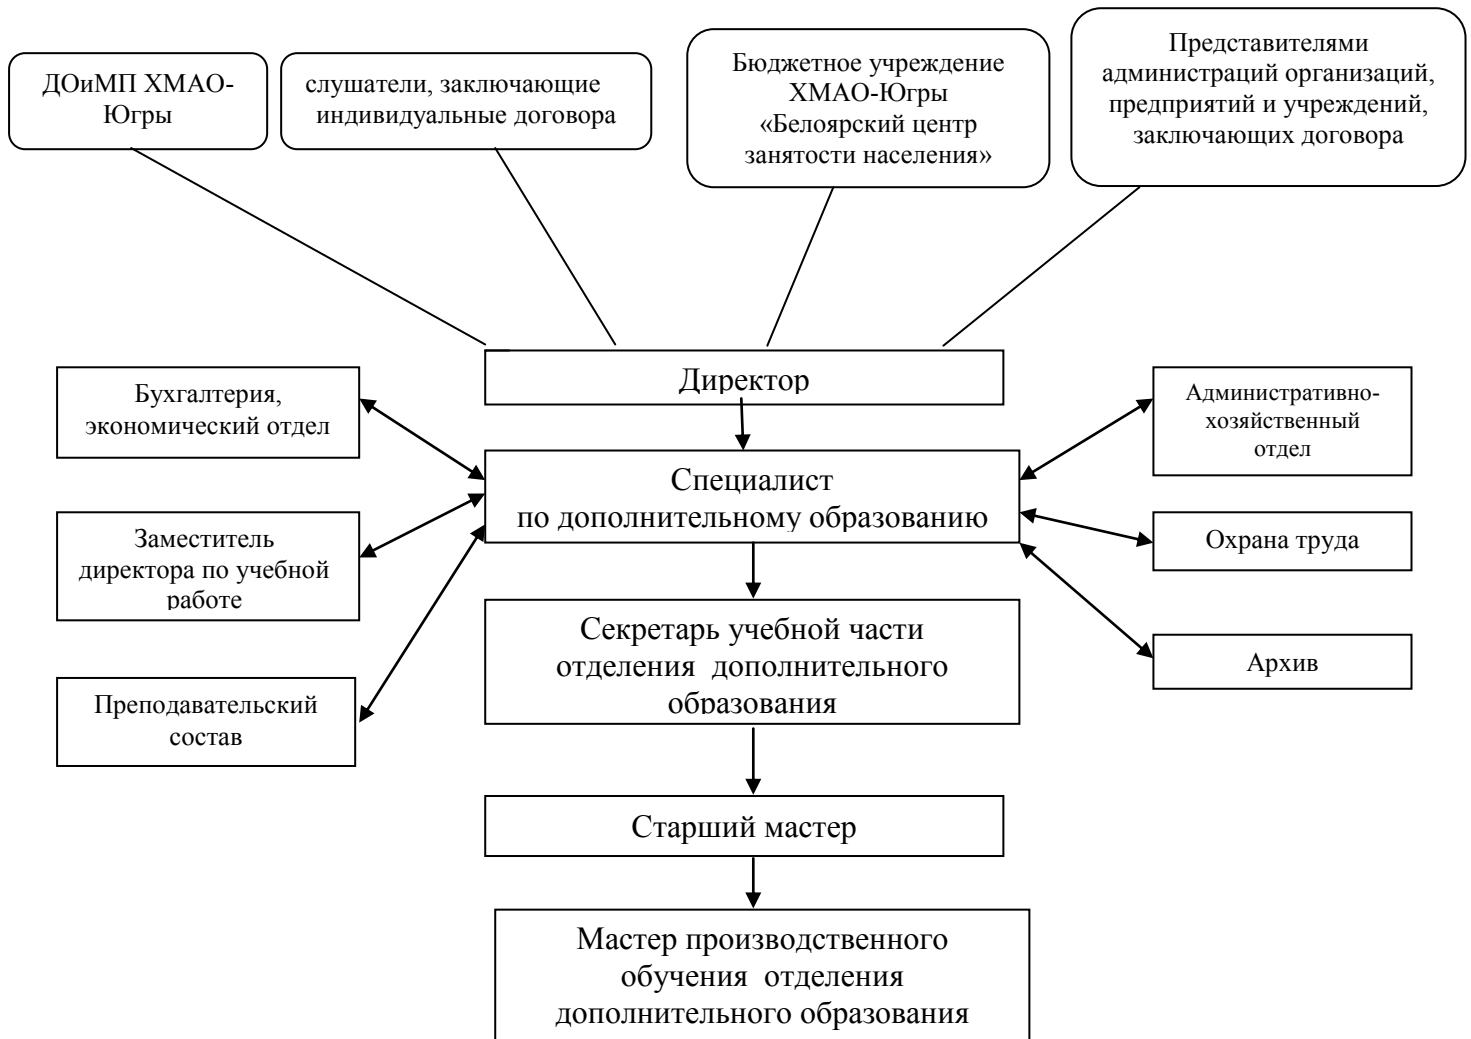 ДОиМП ХМАО-
Югры
слушатели, заключающие
индивидуальные договора
Бюджетное учреждение
ХМАО-Югры
«Белоярский центр
занятости населения»
Представителями
администраций организаций,
предприятий и учреждений,
заключающих договора
Директор
Бухгалтерия,
экономический отдел
Административно-
хозяйственный
отдел
Специалист
по дополнительному образованию
Заместитель
директора по учебной
работе
Охрана труда
Секретарь учебной части
отделения дополнительного
образования
Архив
Преподавательский
состав
Старший мастер
Мастер производственного
обучения отделения
дополнительного образования